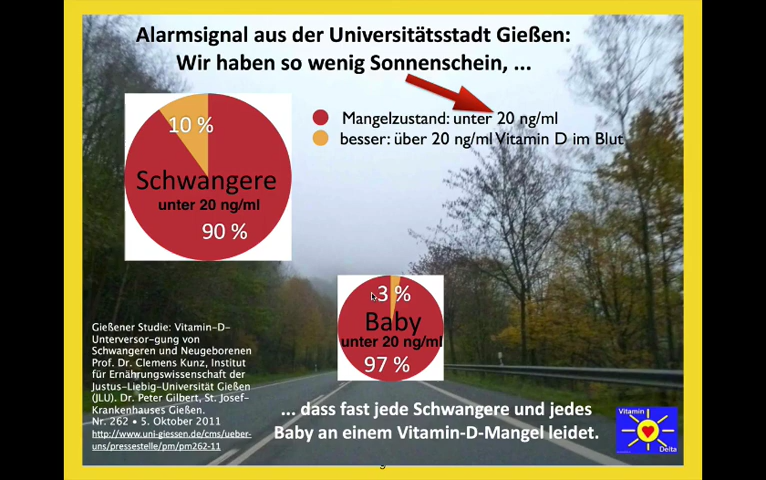 Alarmsignal aus der Universitätsstadt Gießen:
Wir haben so wenig Sonnenschein, ...
Mangelzustand: unter 20 ng/ml
besser: über 20 ng/ml Vitamin D im Blut
10 %
Schwangere
unter 20 ng/ml
90 %
3 %
Baby
unter 20 ng/ml
97 %
Gießener Studie: Vitamin-D-
Unterversor-gung von
Schwangeren und Neugeborenen
Prof. Dr. Clemens Kunz, Institut
für Ernährungswissenschaft der
Justus-Liebig-Universität Gießen
(JLU). Dr. Peter Gilbert, St. Josef-
Krankenhauses Gießen.
Nr. 262 • 5. Oktober 2011
http://www.uni-giessen.de/cms/ueber-
uns/pressestelle/pm/pm262-11
... dass fast jede Schwangere und jedes
Baby an einem Vitamin-D-Mangel leidet.
Vitamin
Delta